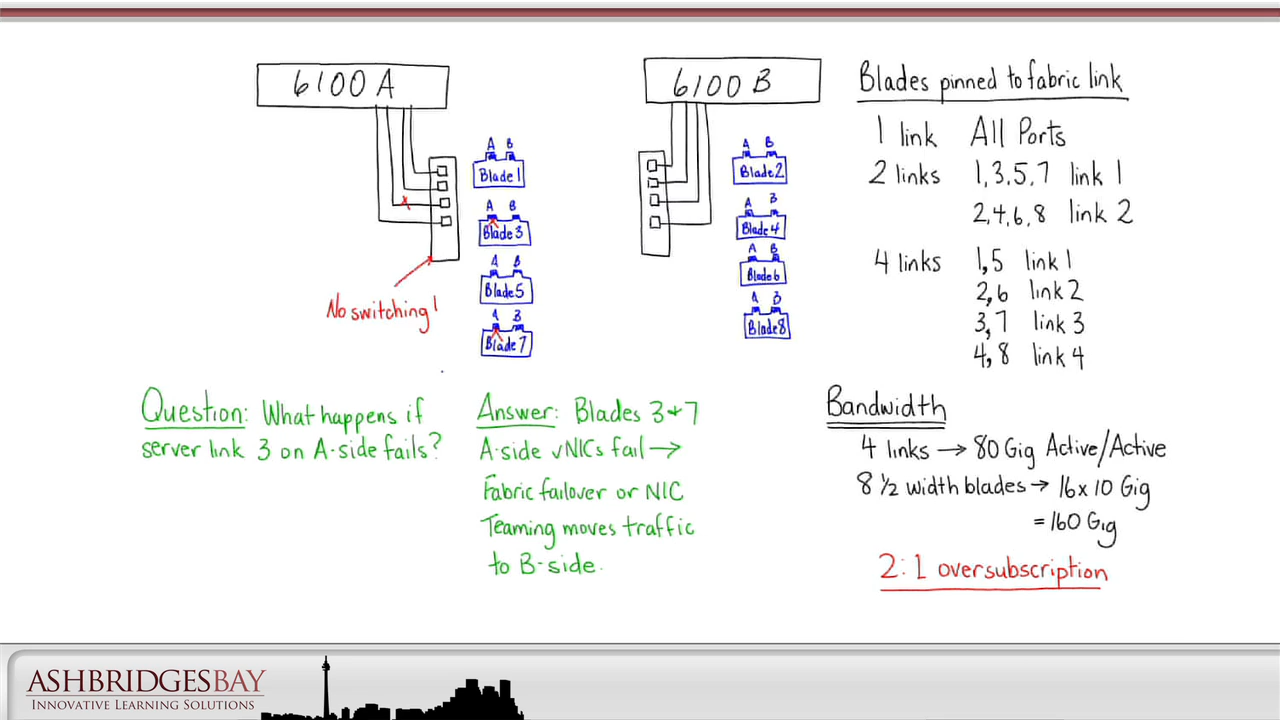 6100 A
A B
Blade 1
A B
Blade 3
A B
Blade 5
A B
Blade 7
No switching!
6100 B
A B
Blade 2
A B
Blade 4
A B
Blade 6
A B
Blade 8
Blades pinned to fabric link
1 link All Ports
2 links 1,3,5,7 link 1
2,4,6,8 link 2
4 links 1,5 link 1
2,6 link 2
3,7 link 3
4,8 link 4
Question: What happens if
server link 3 on A-side fails?
Answer: Blades 3+7
A-side vNICs fail →
Fabric failover or NIC
Teaming moves traffic
to B-side.
Bandwidth
4 links → 80 Gig Active/Active
8 ½ width blades → 16x10 Gig
= 160 Gig
2:1 oversubscription
ASHBRIDGESBAY
INNOVATIVE LEARNING SOLUTIONS